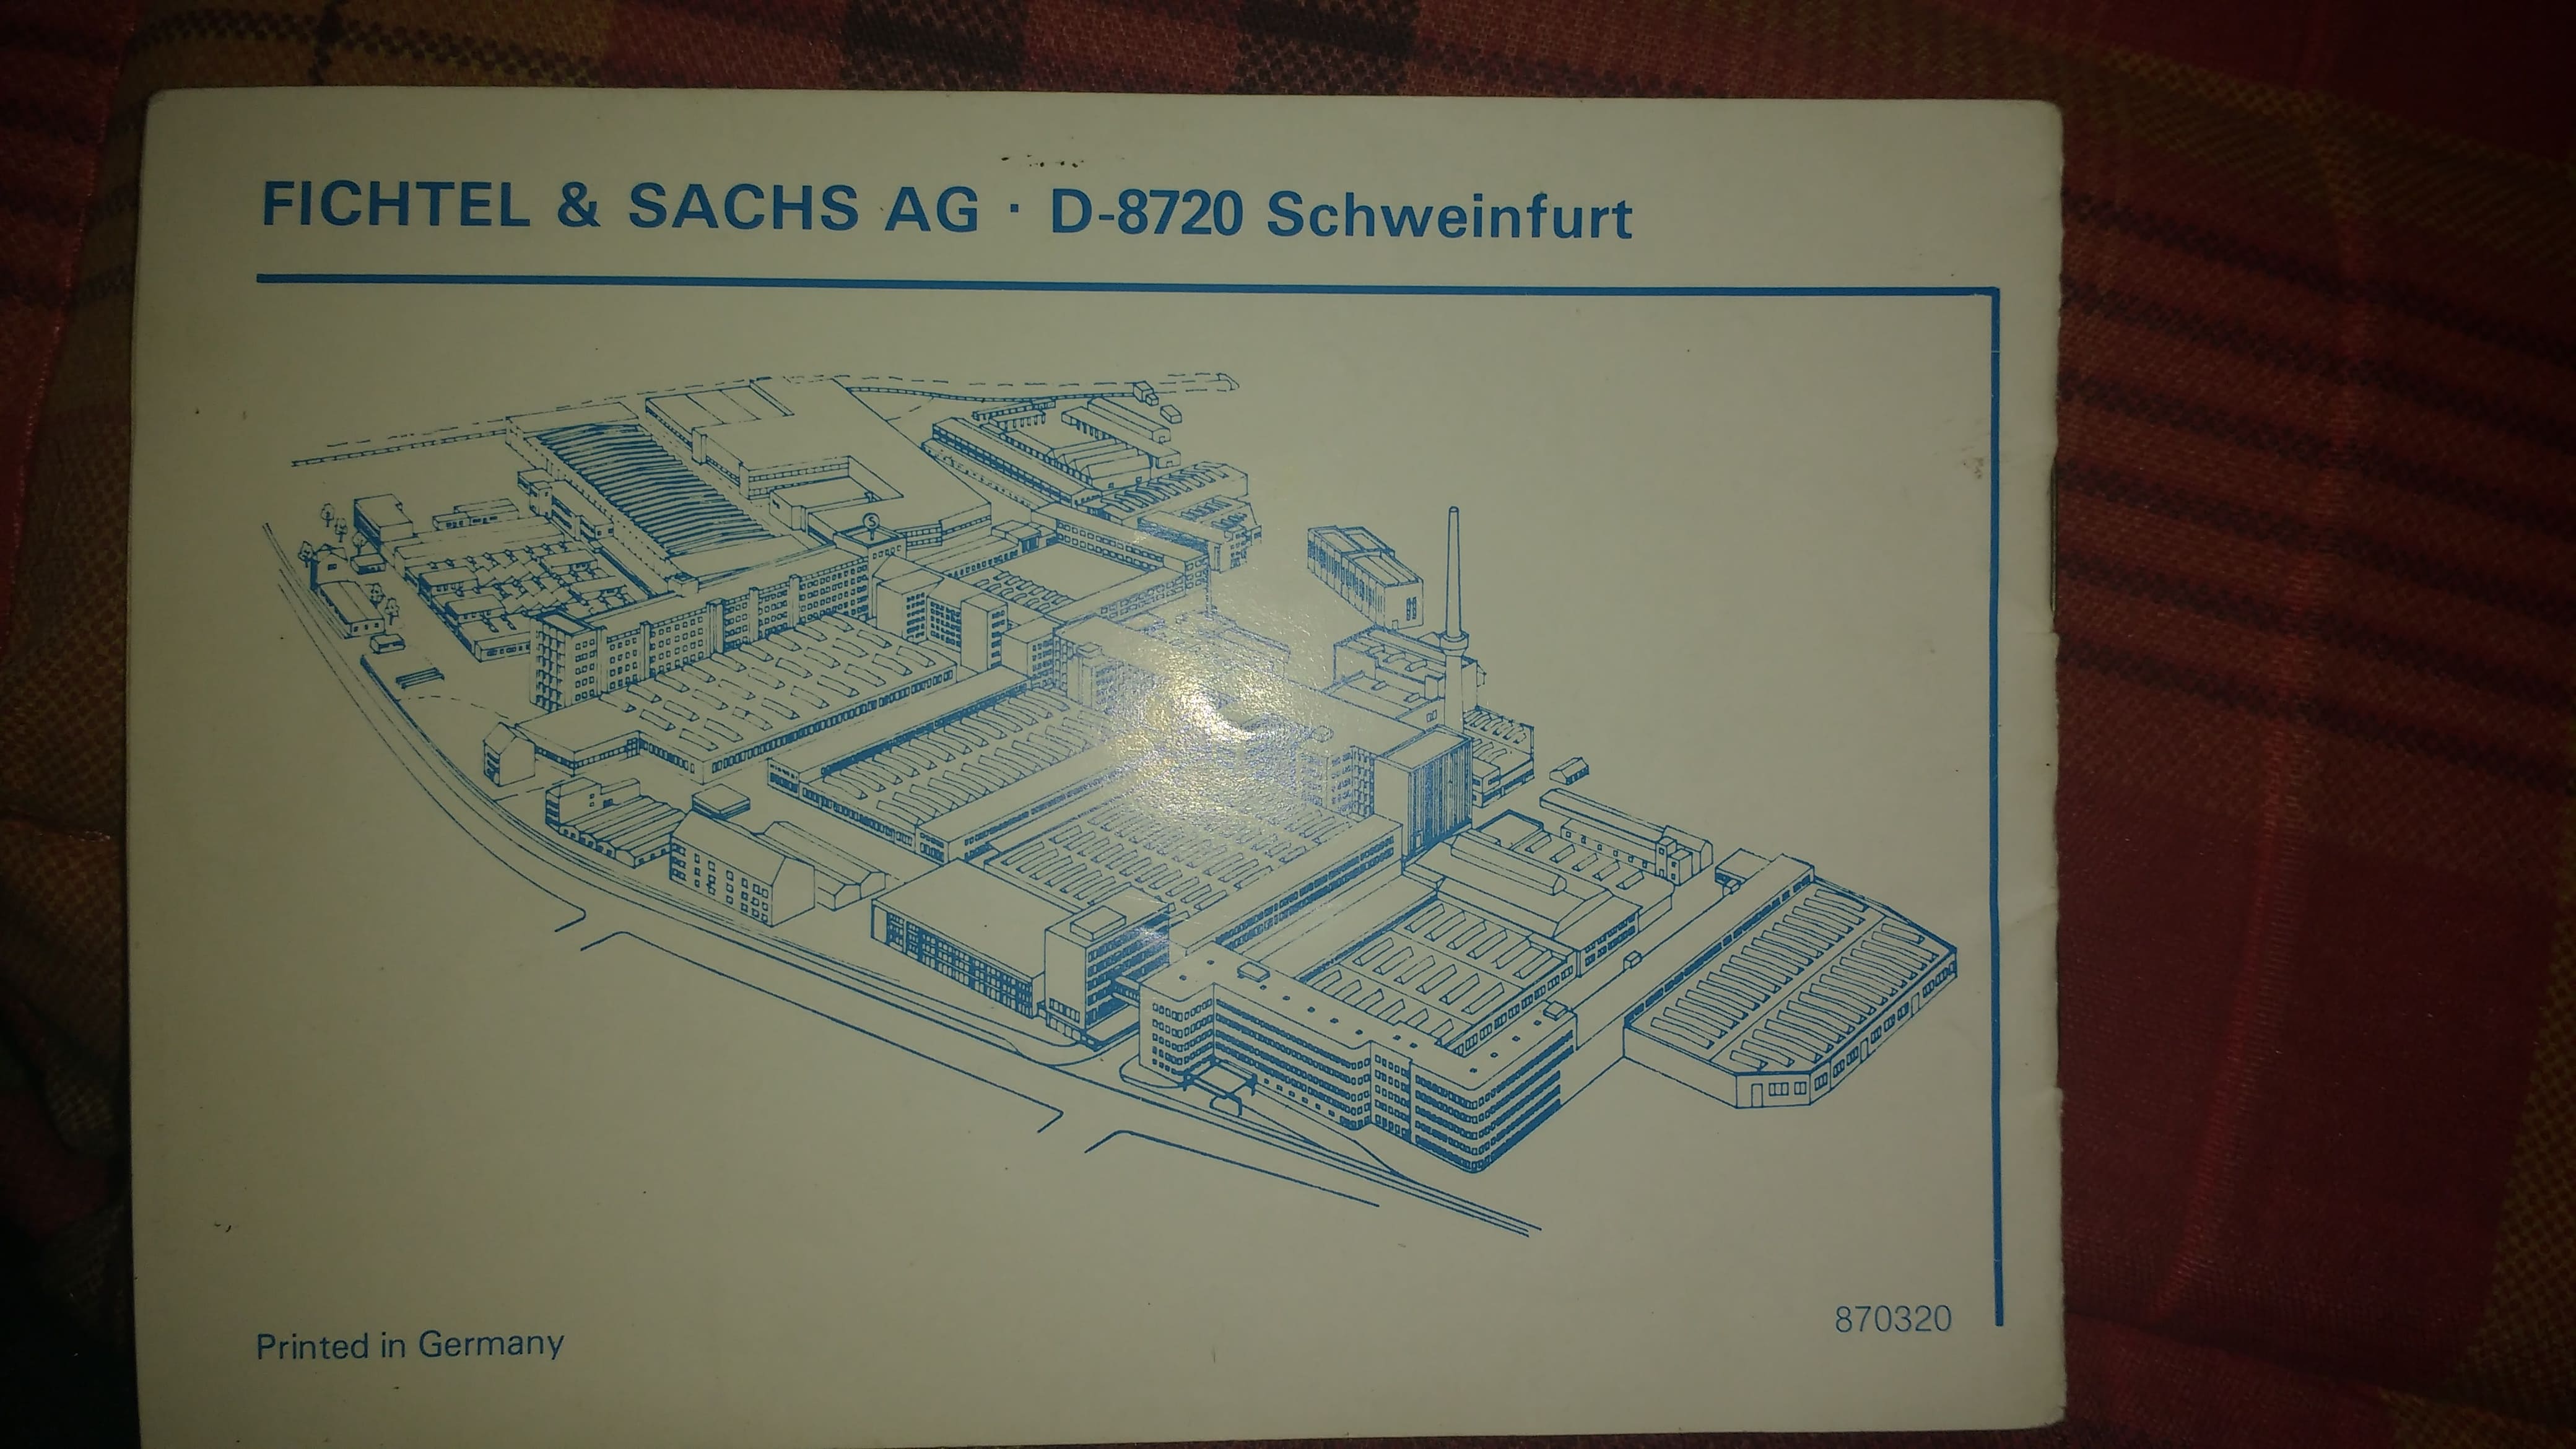 FICHTEL & SACHS AG · D-8720 Schweinfurt
S
Printed in Germany
870320